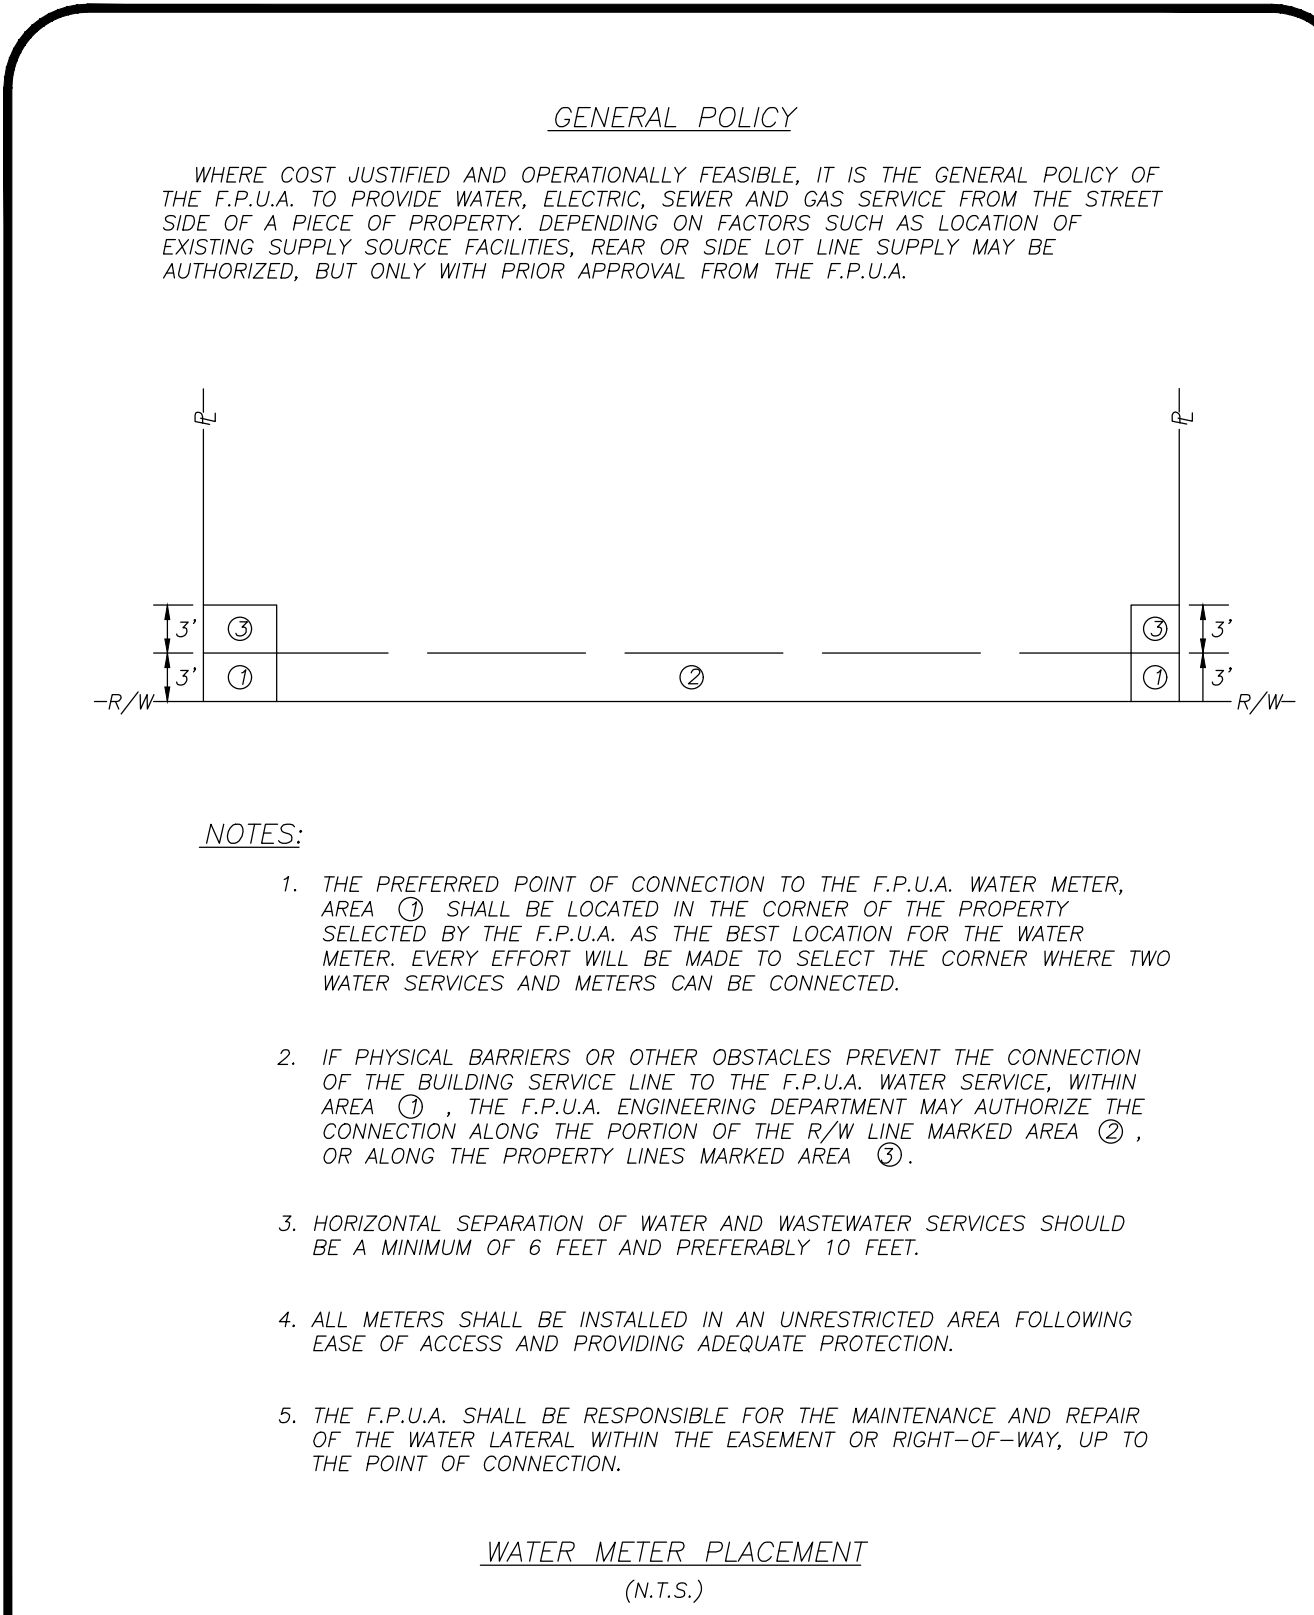 GENERAL POLICY
WHERE COST JUSTIFIED AND OPERATIONALLY FEASIBLE, IT IS THE GENERAL POLICY OF
THE F.P.U.A. TO PROVIDE WATER, ELECTRIC, SEWER AND GAS SERVICE FROM THE STREET
SIDE OF A PIECE OF PROPERTY. DEPENDING ON FACTORS SUCH AS LOCATION OF
EXISTING SUPPLY SOURCE FACILITIES, REAR OR SIDE LOT LINE SUPPLY MAY BE
AUTHORIZED, BUT ONLY WITH PRIOR APPROVAL FROM THE F.P.U.A.
PL PL
3' ③ ③ 3'
3' ① ② ① 3'
R/W R/W
NOTES:
1. THE PREFERRED POINT OF CONNECTION TO THE F.P.U.A. WATER METER,
AREA ① SHALL BE LOCATED IN THE CORNER OF THE PROPERTY
SELECTED BY THE F.P.U.A. AS THE BEST LOCATION FOR THE WATER
METER. EVERY EFFORT WILL BE MADE TO SELECT THE CORNER WHERE TWO
WATER SERVICES AND METERS CAN BE CONNECTED.
2. IF PHYSICAL BARRIERS OR OTHER OBSTACLES PREVENT THE CONNECTION
OF THE BUILDING SERVICE LINE TO THE F.P.U.A. WATER SERVICE, WITHIN
AREA ① , THE F.P.U.A. ENGINEERING DEPARTMENT MAY AUTHORIZE THE
CONNECTION ALONG THE PORTION OF THE R/W LINE MARKED AREA ② ,
OR ALONG THE PROPERTY LINES MARKED AREA ③ .
3. HORIZONTAL SEPARATION OF WATER AND WASTEWATER SERVICES SHOULD
BE A MINIMUM OF 6 FEET AND PREFERABLY 10 FEET.
4. ALL METERS SHALL BE INSTALLED IN AN UNRESTRICTED AREA FOLLOWING
EASE OF ACCESS AND PROVIDING ADEQUATE PROTECTION.
5. THE F.P.U.A. SHALL BE RESPONSIBLE FOR THE MAINTENANCE AND REPAIR
OF THE WATER LATERAL WITHIN THE EASEMENT OR RIGHT-OF-WAY, UP TO
THE POINT OF CONNECTION.
WATER METER PLACEMENT
(N.T.S.)